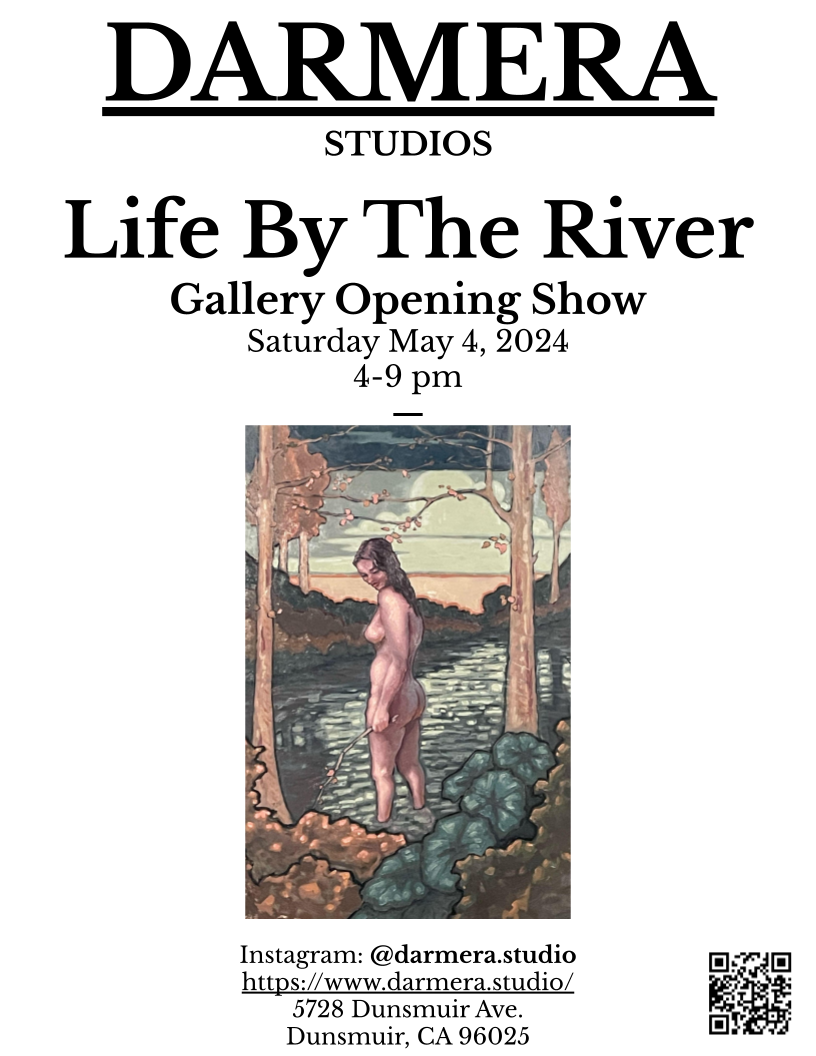 DARMERA
STUDIOS
Life By The River
Gallery Opening Show
Saturday May 4, 2024
4-9 pm
Instagram: @darmera.studio
https://www.darmera.studio/
5728 Dunsmuir Ave.
Dunsmuir, CA 96025